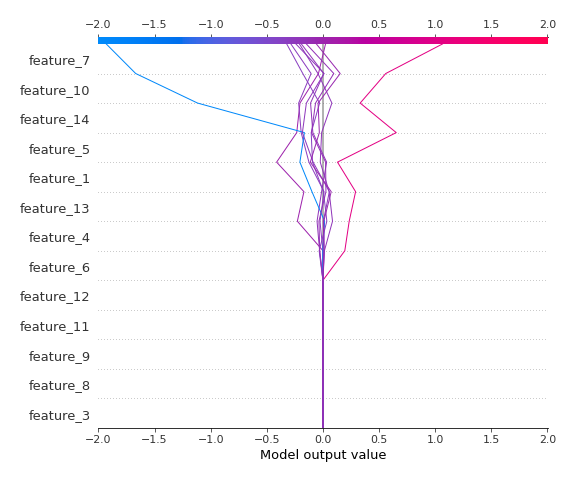 −2.0 −1.5 −1.0 −0.5 0.0 0.5 1.0 1.5 2.0
feature_7
feature_10
feature_14
feature_5
feature_1
feature_13
feature_4
feature_6
feature_12
feature_11
feature_9
feature_8
feature_3
−2.0 −1.5 −1.0 −0.5 0.0 0.5 1.0 1.5 2.0
Model output value